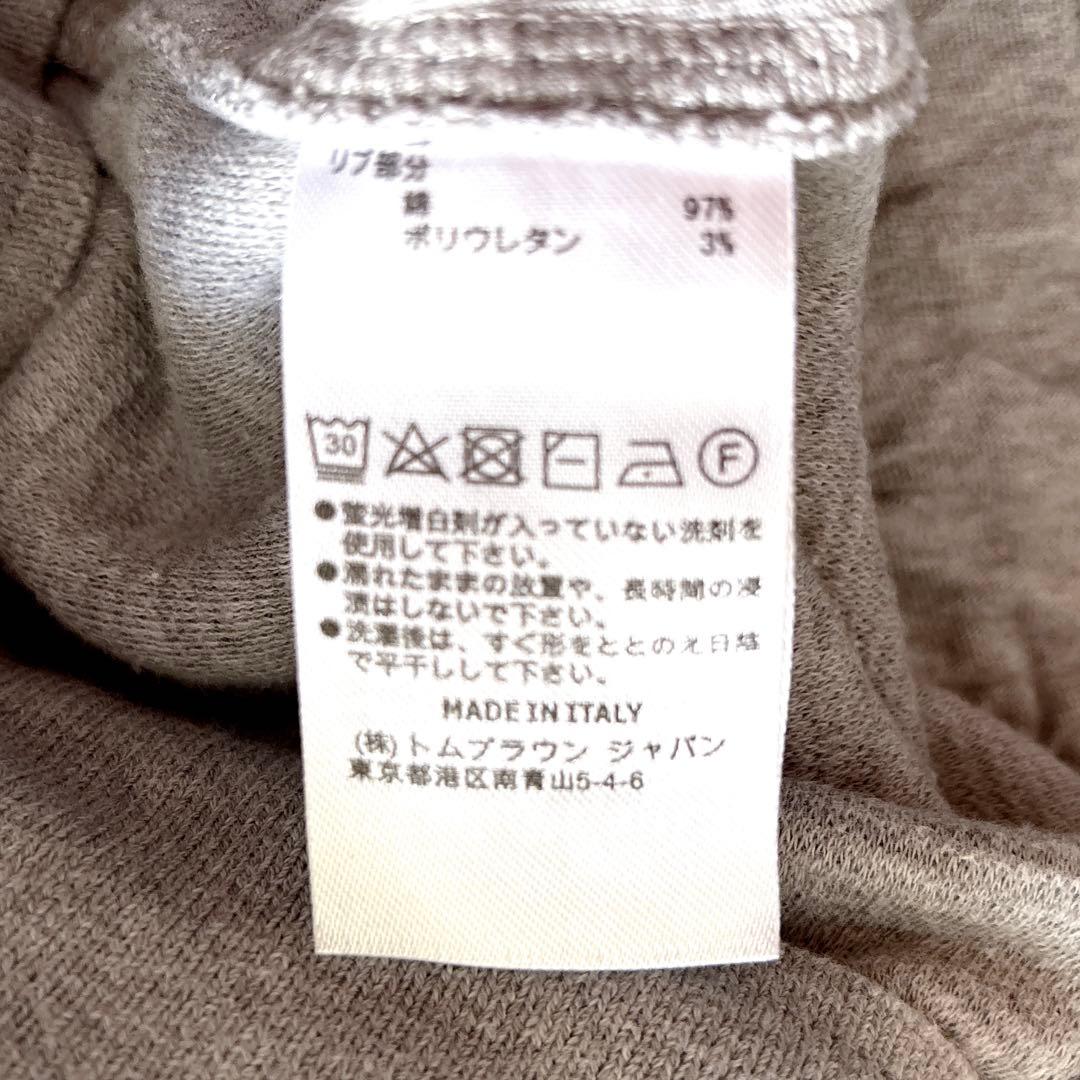 リブ部分
綿 97%
ポリウレタン 3%
30
F
●蛍光増白剤が入っていない洗剤を
使用して下さい。
●濡れたままの放置や、長時間の浸
漬はしないで下さい。
●洗濯後は、すぐ形をととのえ日陰
で平干しして下さい。
MADE IN ITALY
(株)トムブラウン ジャパン
東京都港区南青山5-4-6